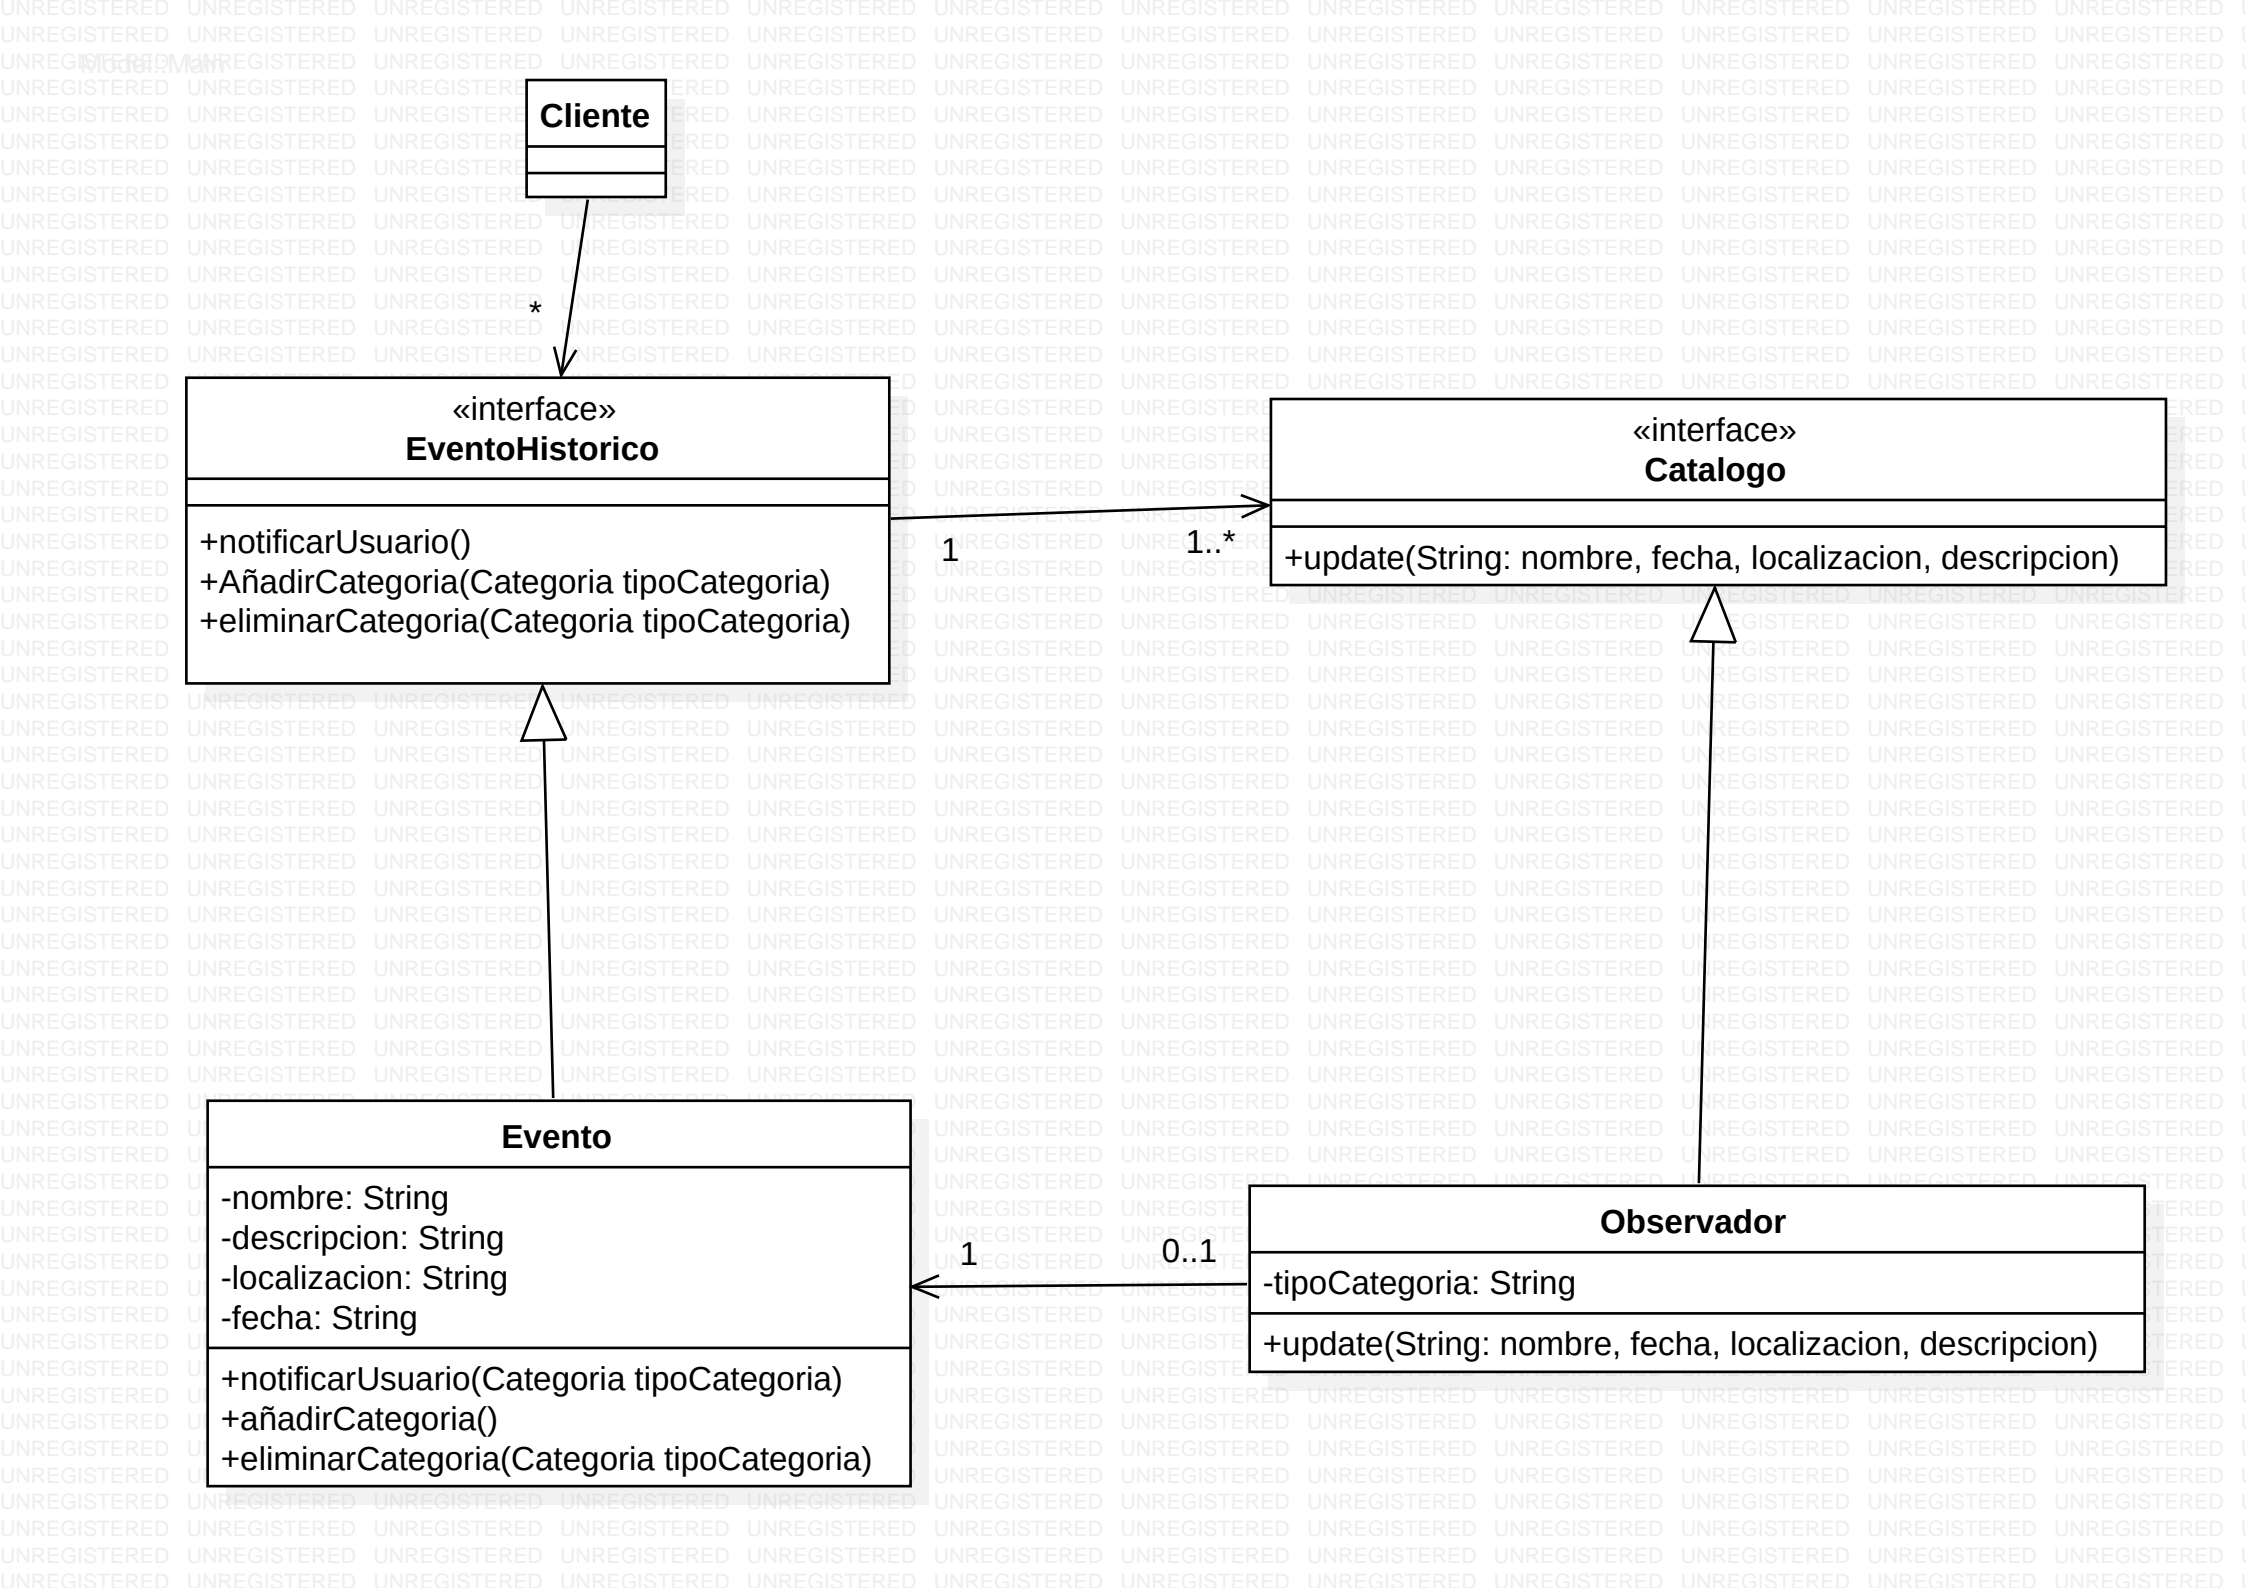 Model::Main
Cliente
*
«interface»
EventoHistorico
+notificarUsuario()
+AñadirCategoria(Categoria tipoCategoria)
+eliminarCategoria(Categoria tipoCategoria)
1
1..*
«interface»
Catalogo
+update(String: nombre, fecha, localizacion, descripcion)
Evento
-nombre: String
-descripcion: String
-localizacion: String
-fecha: String
+notificarUsuario(Categoria tipoCategoria)
+añadirCategoria()
+eliminarCategoria(Categoria tipoCategoria)
1
0..1
Observador
-tipoCategoria: String
+update(String: nombre, fecha, localizacion, descripcion)
UNREGISTERED